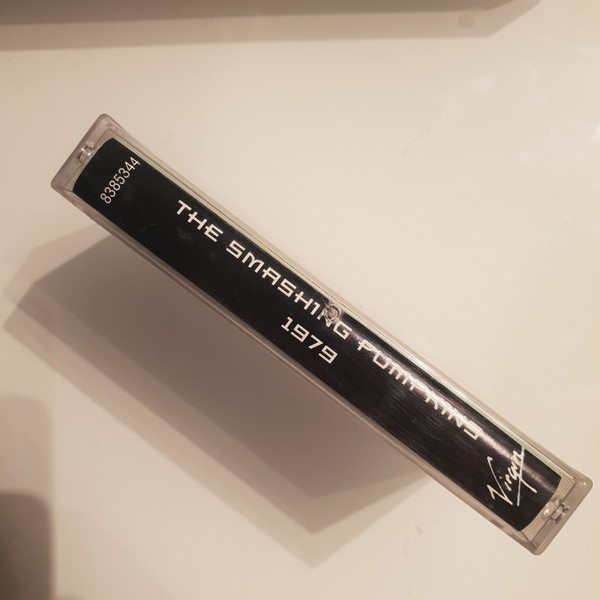 8385344
THE SMASHING PUMPKINS
1979
Virgin